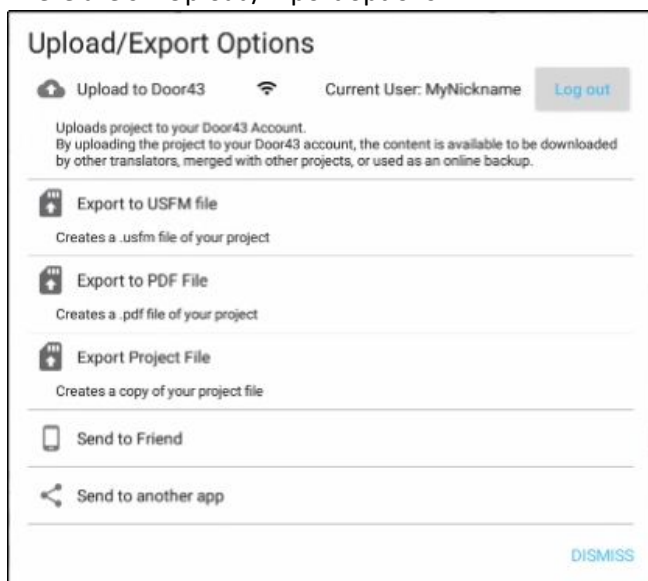 Upload/Export Options
Upload to Door43 Current User: MyNickname Log out
Uploads project to your Door43 Account.
By uploading the project to your Door43 account, the content is available to be downloaded
by other translators, merged with other projects, or used as an online backup.
Export to USFM file
Creates a .usfm file of your project
Export to PDF File
Creates a .pdf file of your project
Export Project File
Creates a copy of your project file
Send to Friend
Send to another app
DISMISS